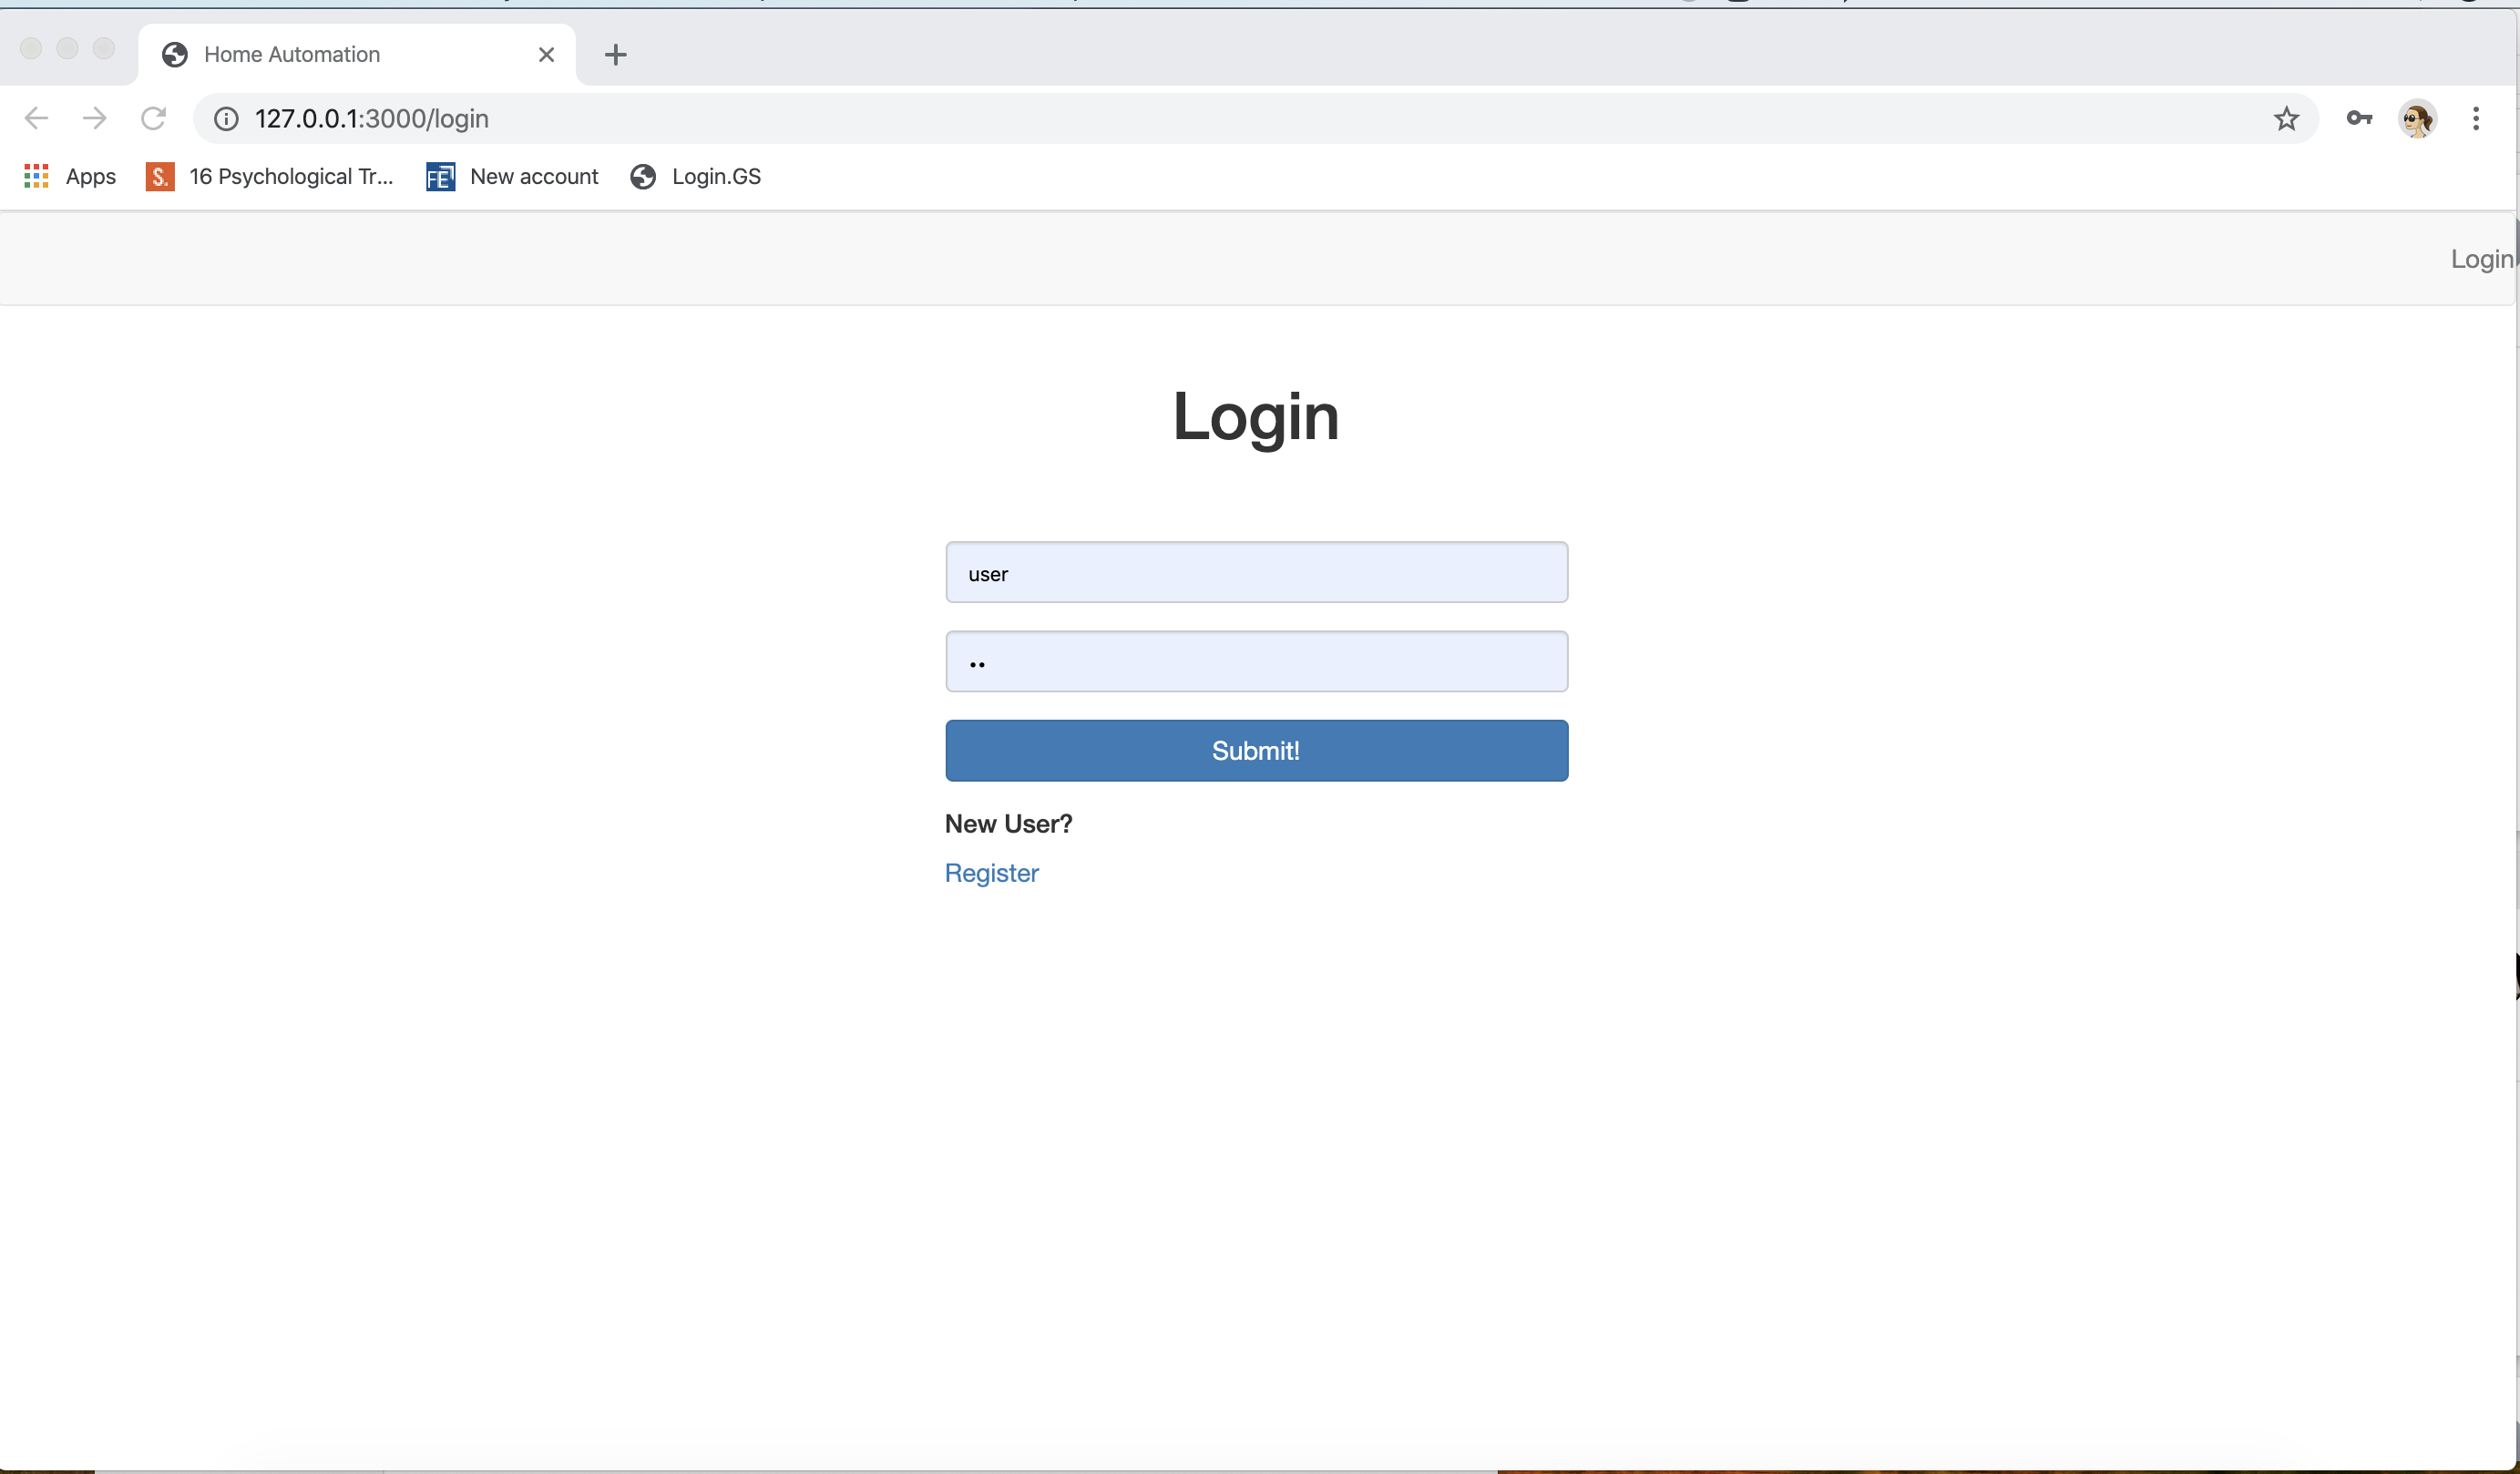 Home Automation
127.0.0.1:3000/login
Apps 16 Psychological Tr... New account Login.GS
Login
Login
user
••
Submit!
New User?
Register